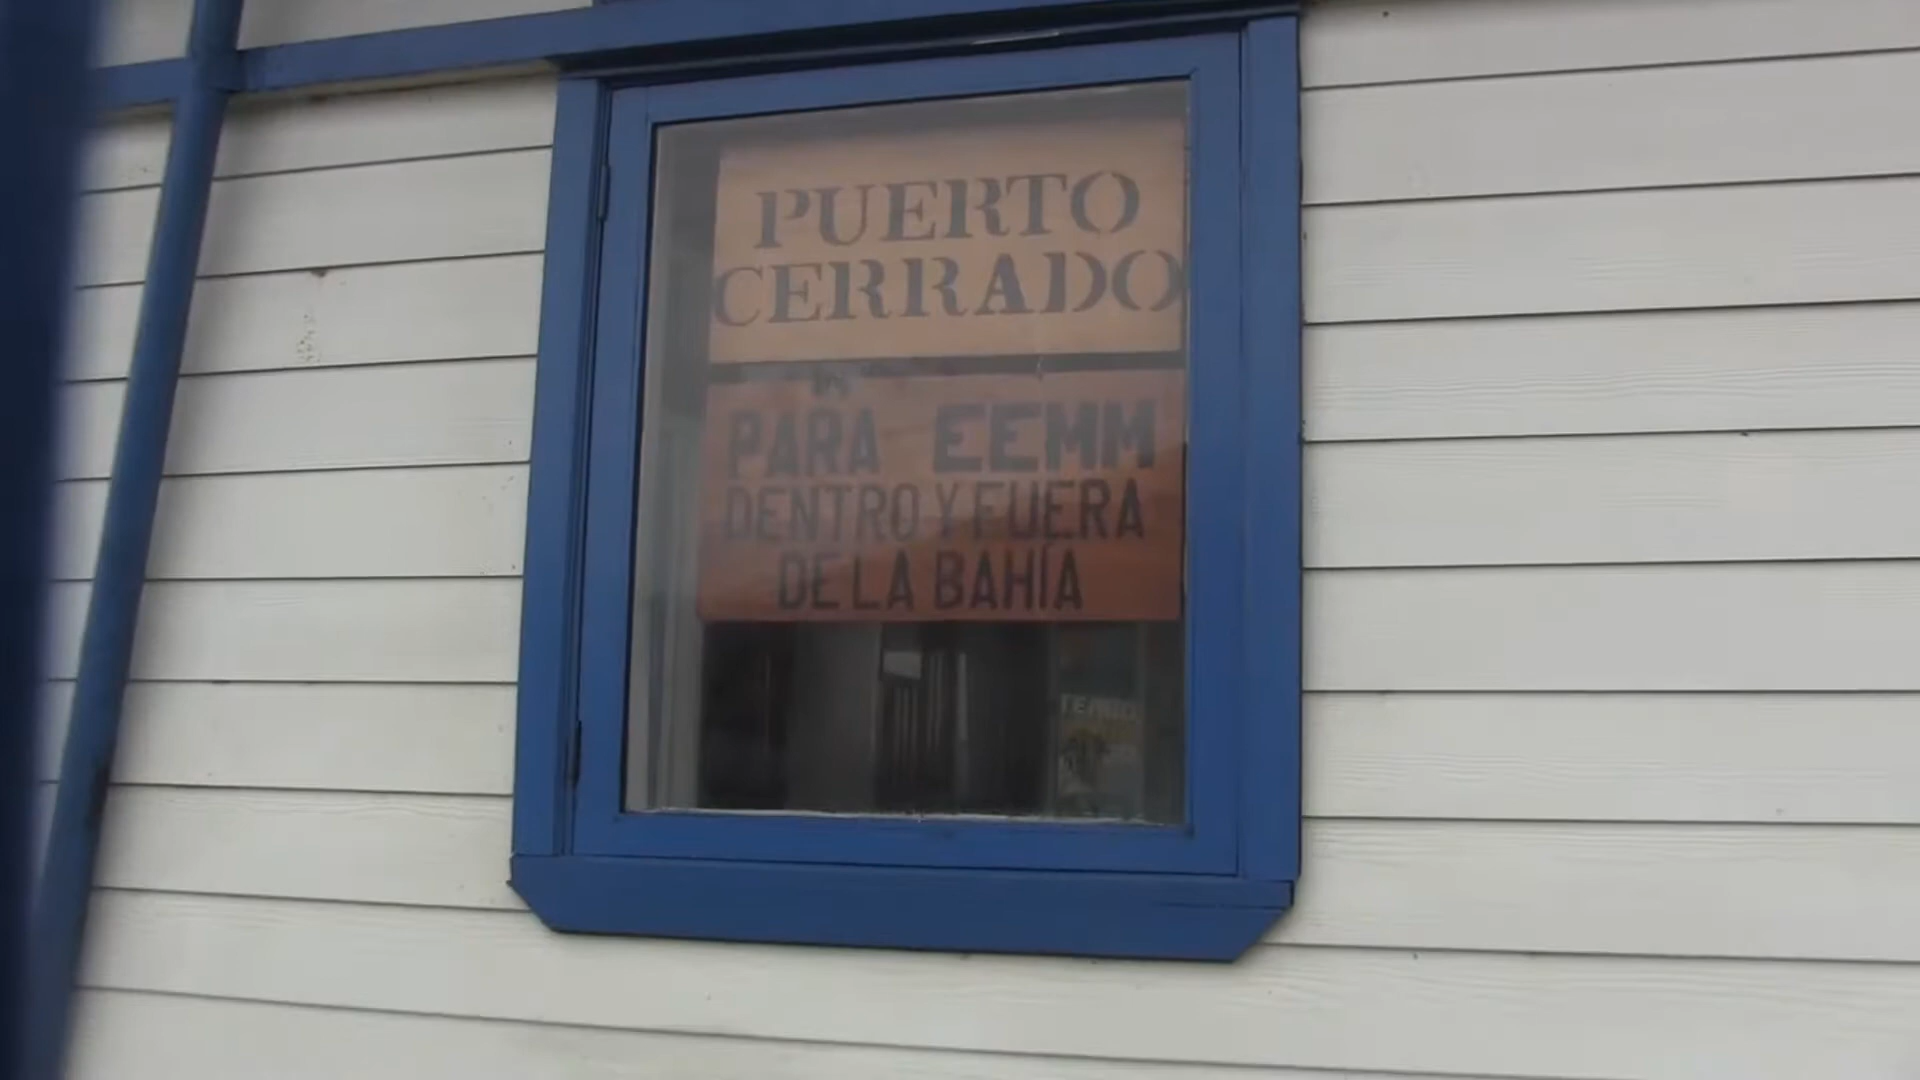 PUERTO
CERRADO
PARA EEMM
DENTRO Y FUERA
DE LA BAHÍA